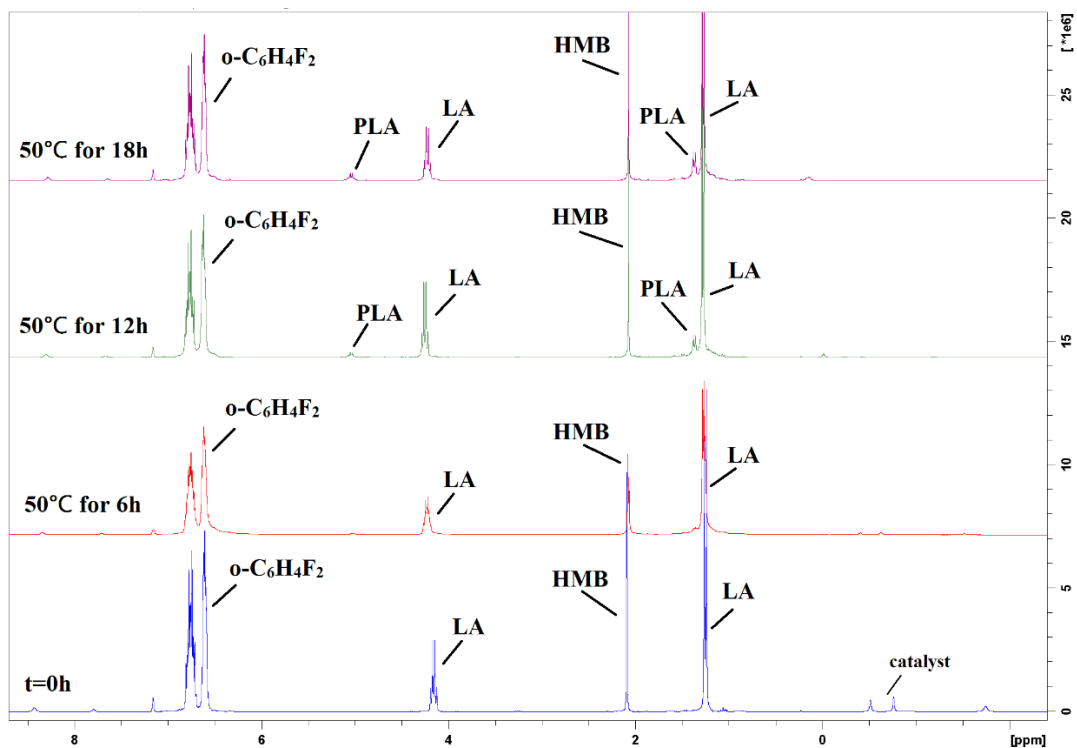 [ *1e6]
o-C₆H₄F₂
HMB
LA
PLA
LA
PLA
50℃ for 18h
25
o-C₆H₄F₂
HMB
LA
PLA
LA
PLA
50℃ for 12h
20
15
o-C₆H₄F₂
HMB
LA
LA
50℃ for 6h
10
o-C₆H₄F₂
HMB
LA
LA
catalyst
t=0h
5
0
8 6 4 2 0 [ppm]